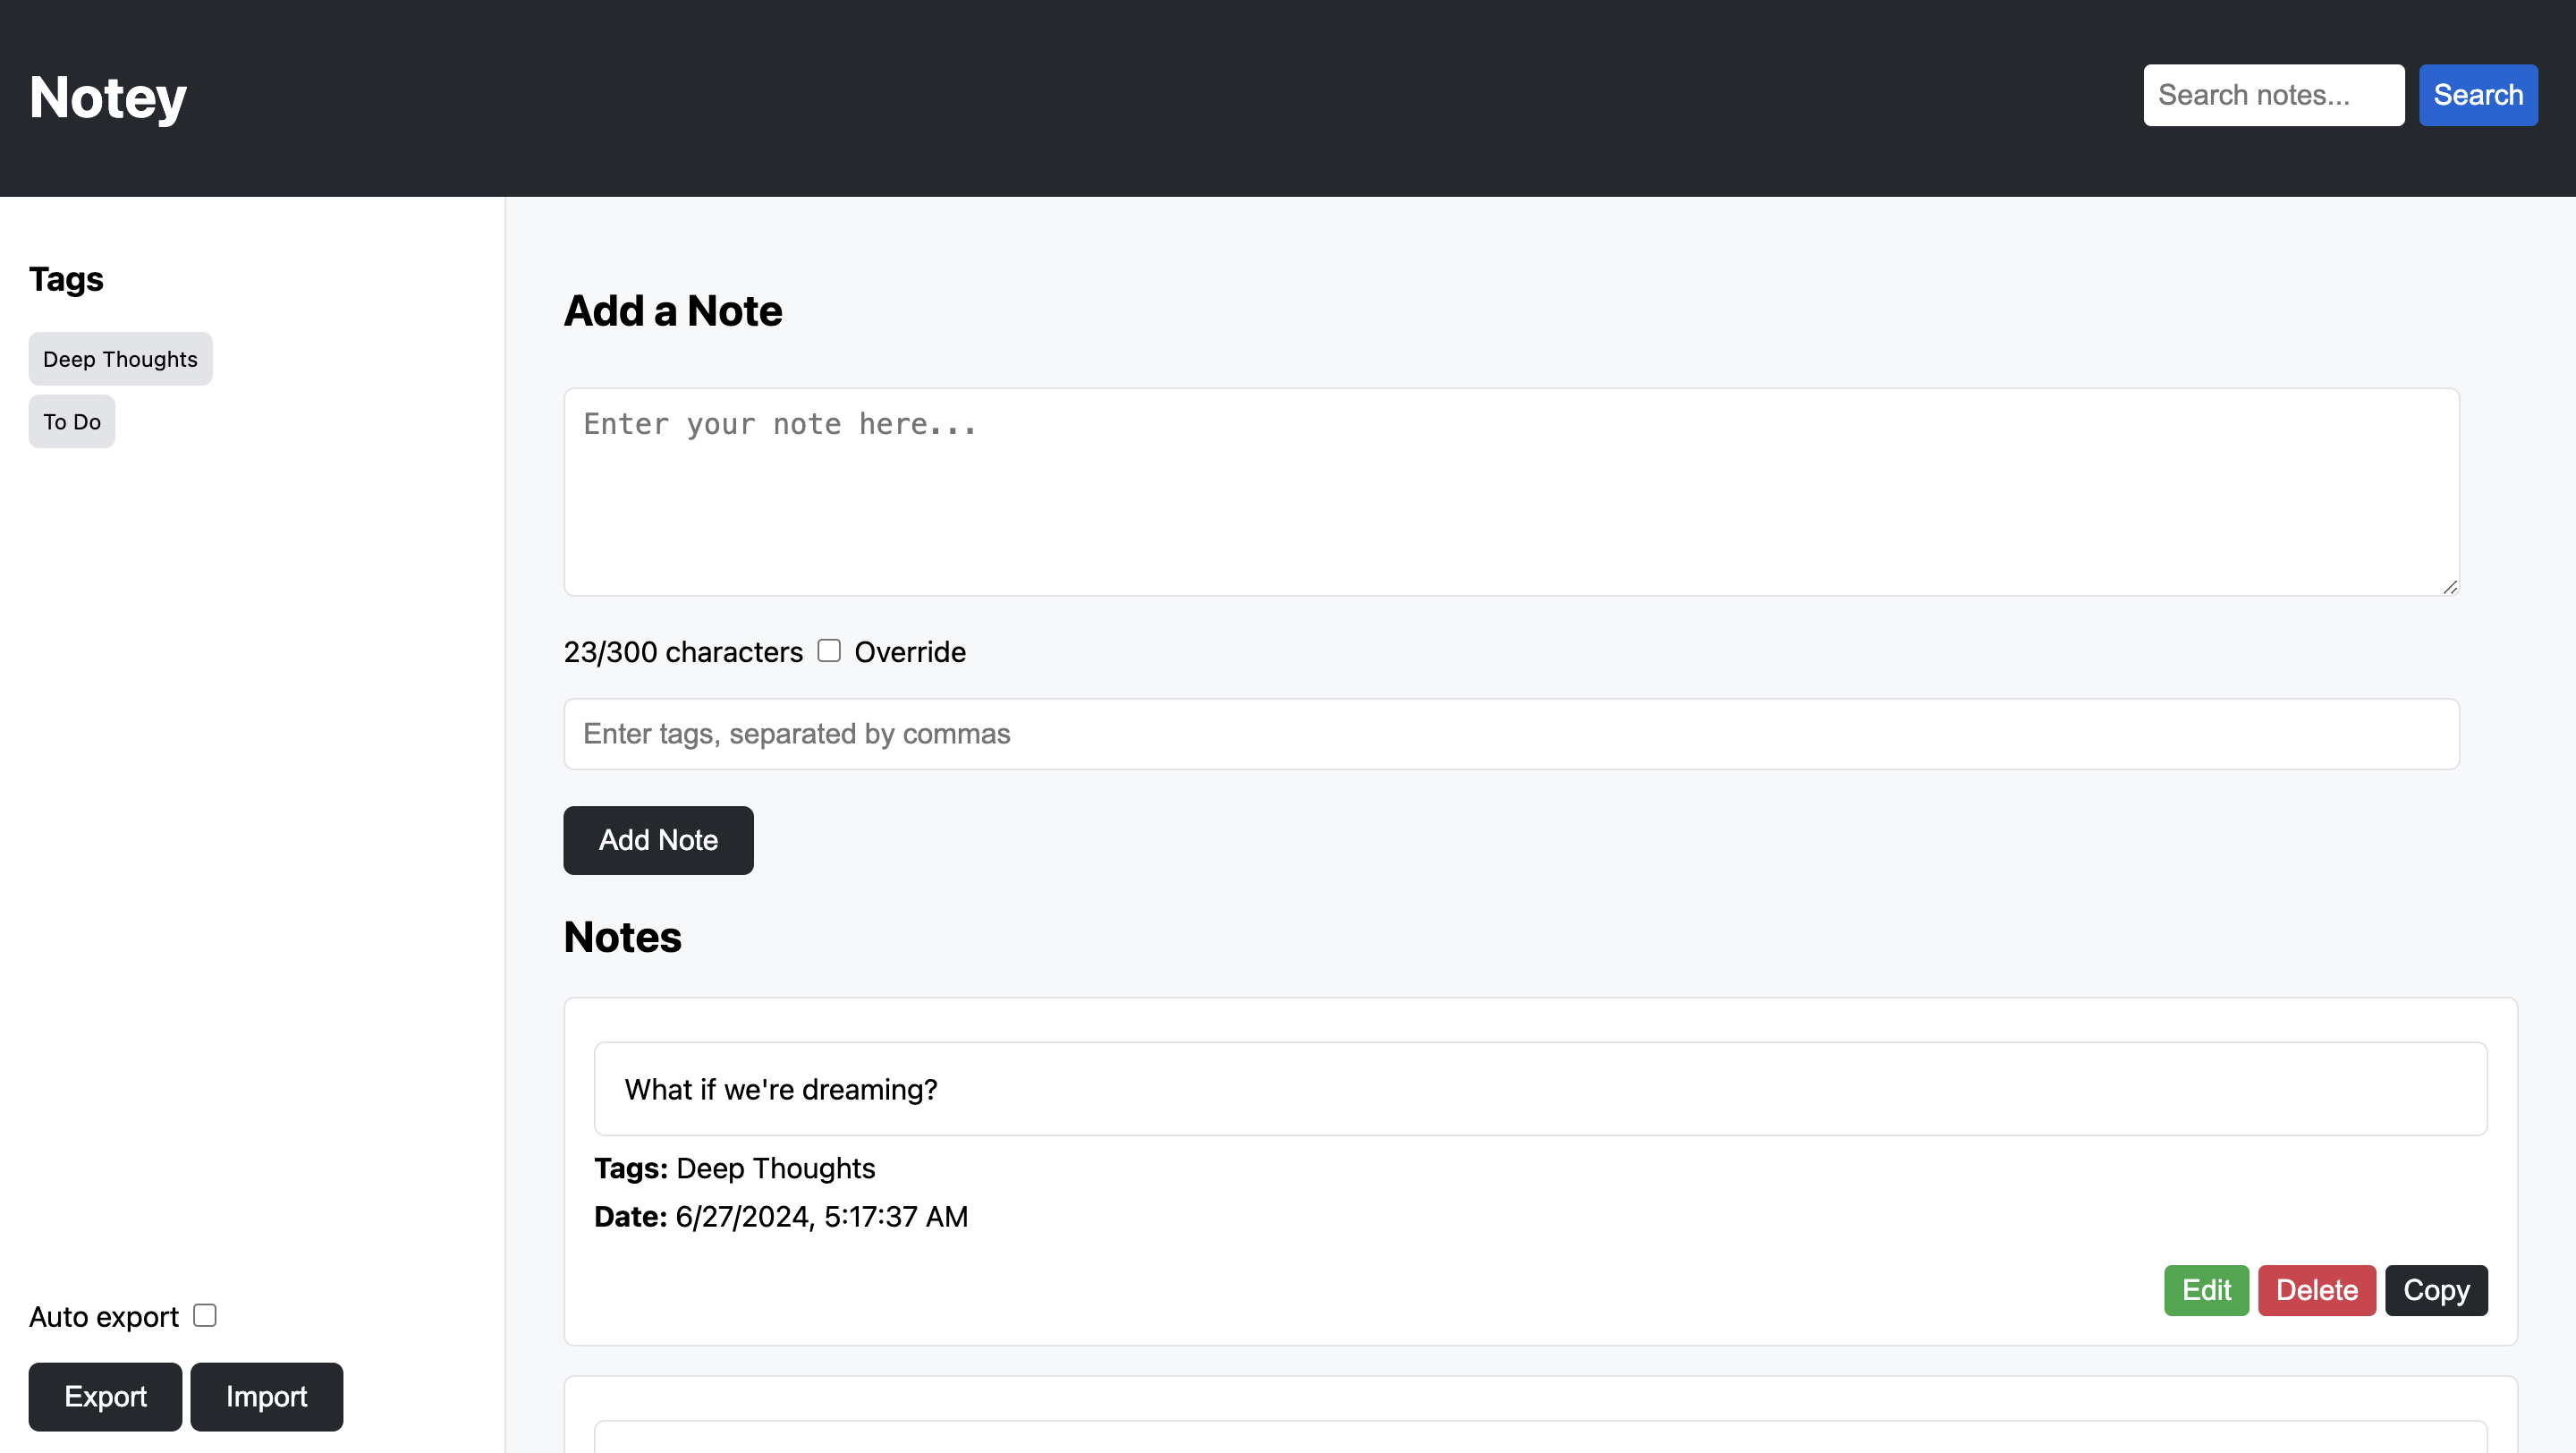 Notey
Search notes...
Search
Tags
Deep Thoughts
To Do
Add a Note
Enter your note here...
23/300 characters Override
Enter tags, separated by commas
Add Note
Notes
What if we're dreaming?
Tags: Deep Thoughts
Date: 6/27/2024, 5:17:37 AM
Edit Delete Copy
Auto export
Export Import